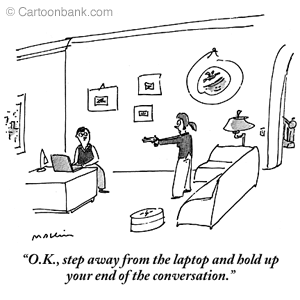 © Cartoonbank.com
“O.K., step away from the laptop and hold up
your end of the conversation.”